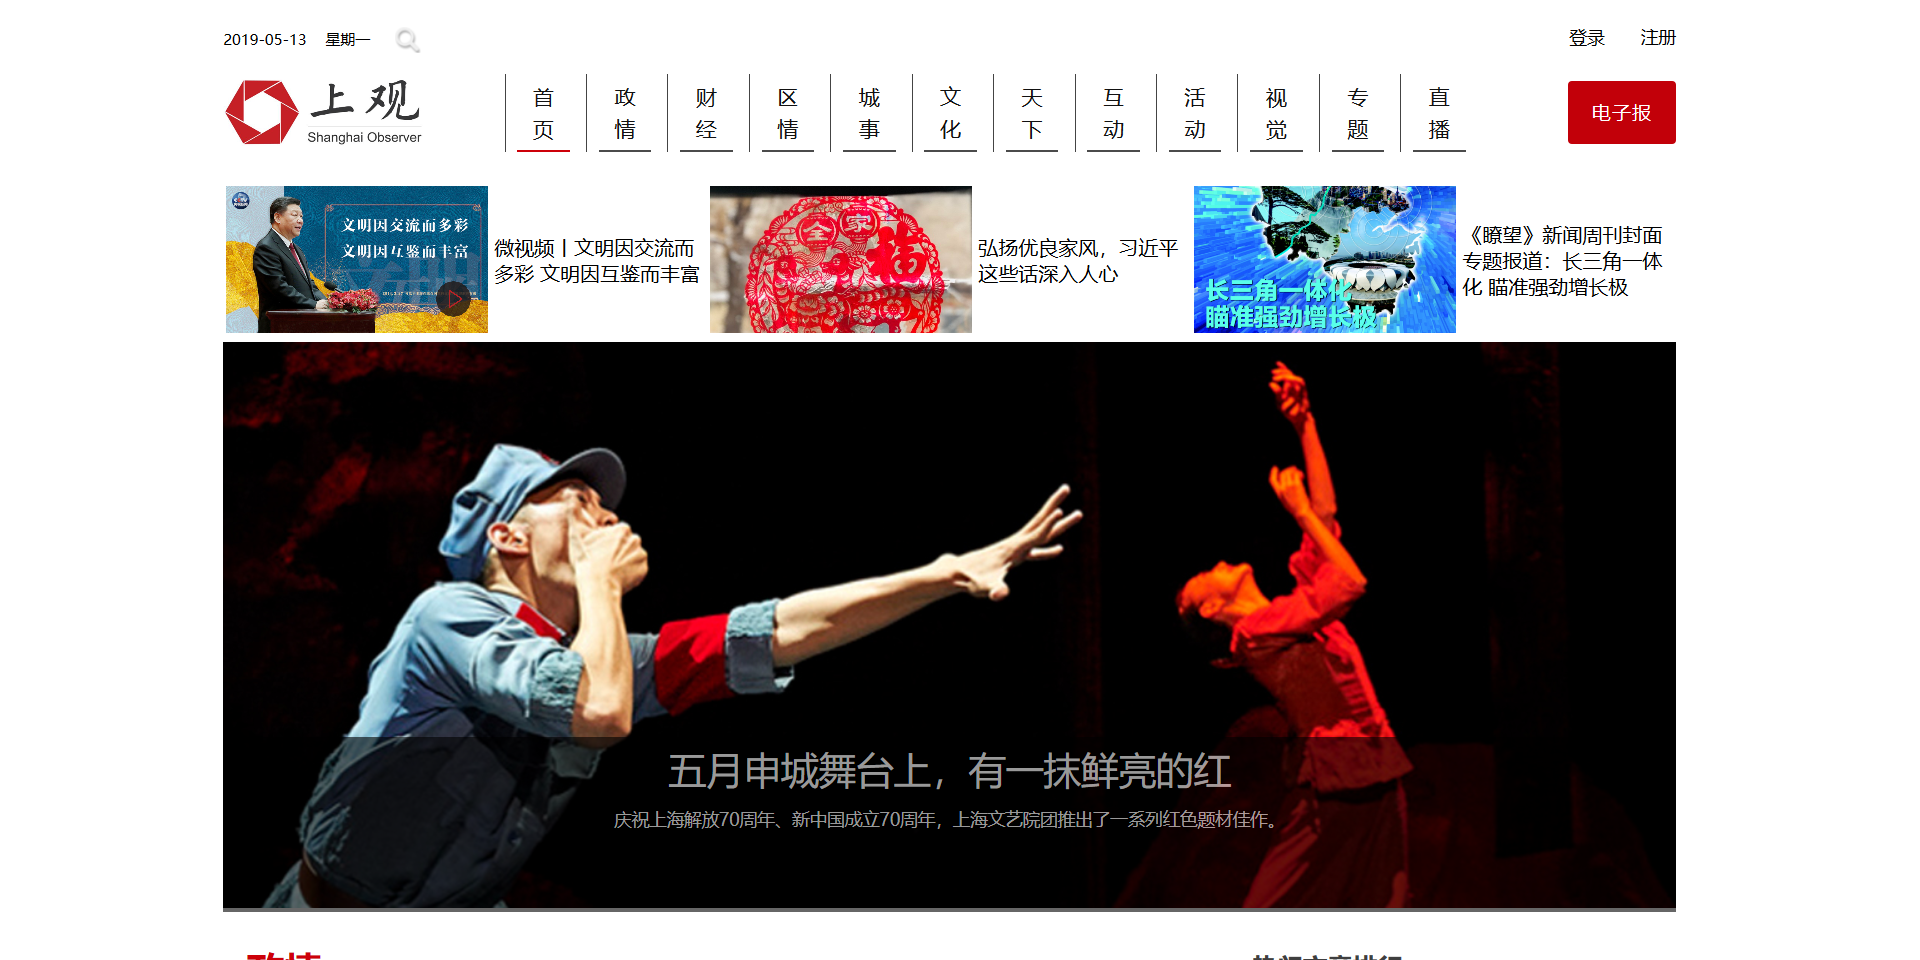 2019-05-13 星期一
登录 注册
上观
Shanghai Observer
首页 政情 财经 区情 城事 文化 天下 互动 活动 视觉 专题 直播
电子报
文明因交流而多彩
文明因互鉴而丰富
微视频丨文明因交流而
多彩 文明因互鉴而丰富
全家
福
弘扬优良家风，习近平
这些话深入人心
长三角一体化
瞄准强劲增长极
《瞭望》新闻周刊封面
专题报道：长三角一体
化 瞄准强劲增长极
五月申城舞台上，有一抹鲜亮的红
庆祝上海解放70周年、新中国成立70周年，上海文艺院团推出了一系列红色题材佳作。